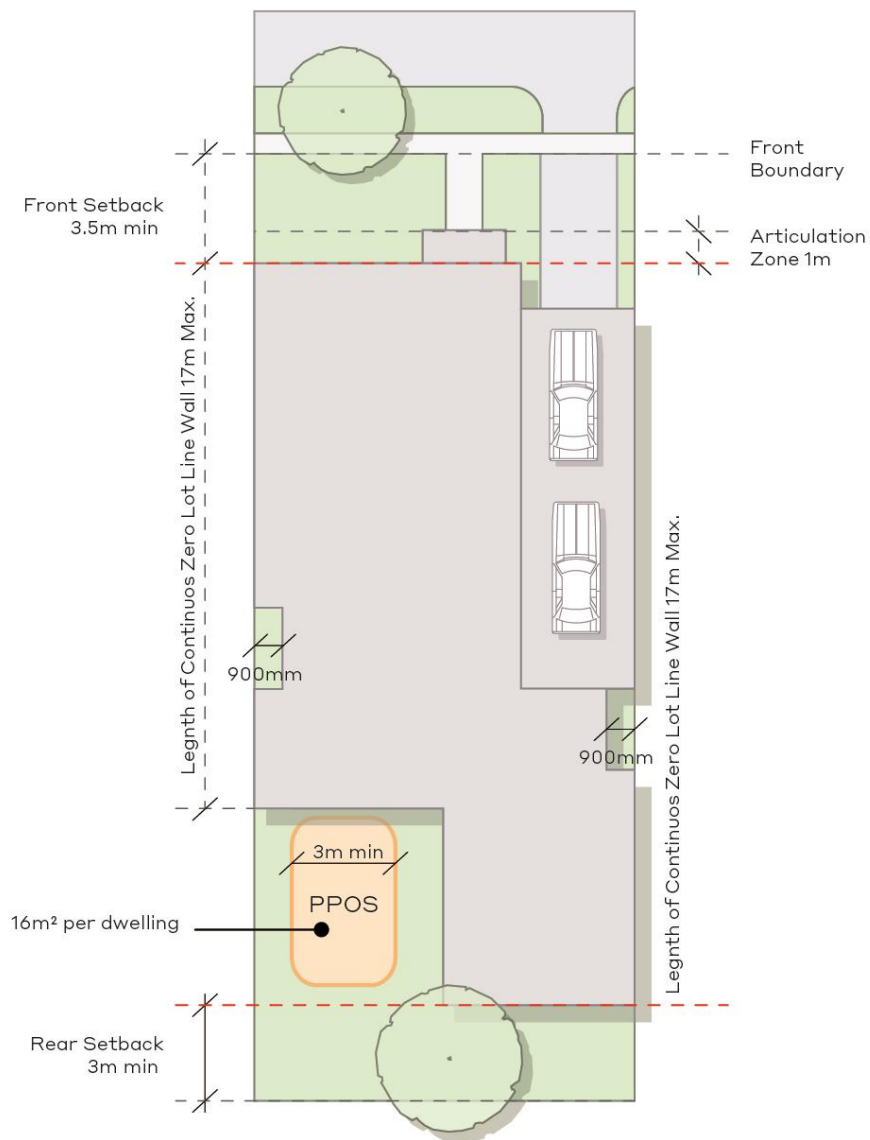 Front
Boundary
Front Setback
3.5m min
Articulation
Zone 1m
Legnth of Continuos Zero Lot Line Wall 17m Max.
Legnth of Continuos Zero Lot Line Wall 17m Max.
900mm
900mm
3m min
PPOS
16m² per dwelling
Rear Setback
3m min